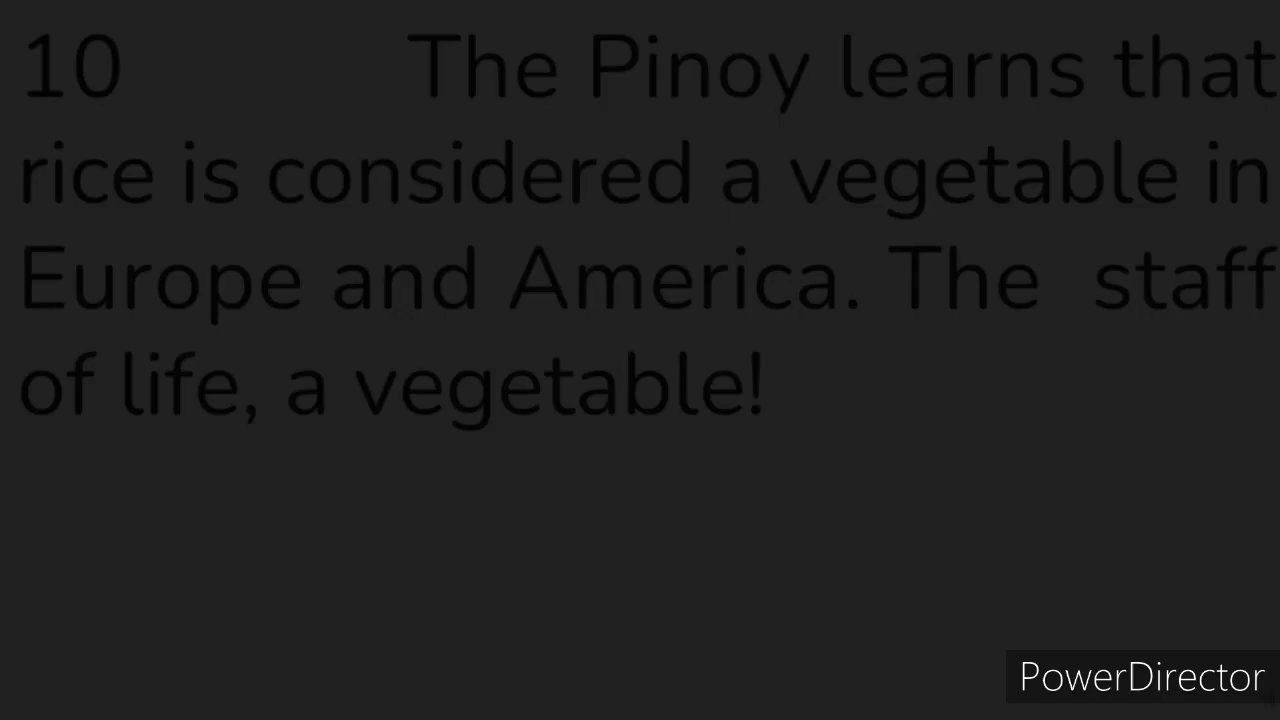 10 The Pinoy learns that
rice is considered a vegetable in
Europe and America. The staff
of life, a vegetable!
PowerDirector